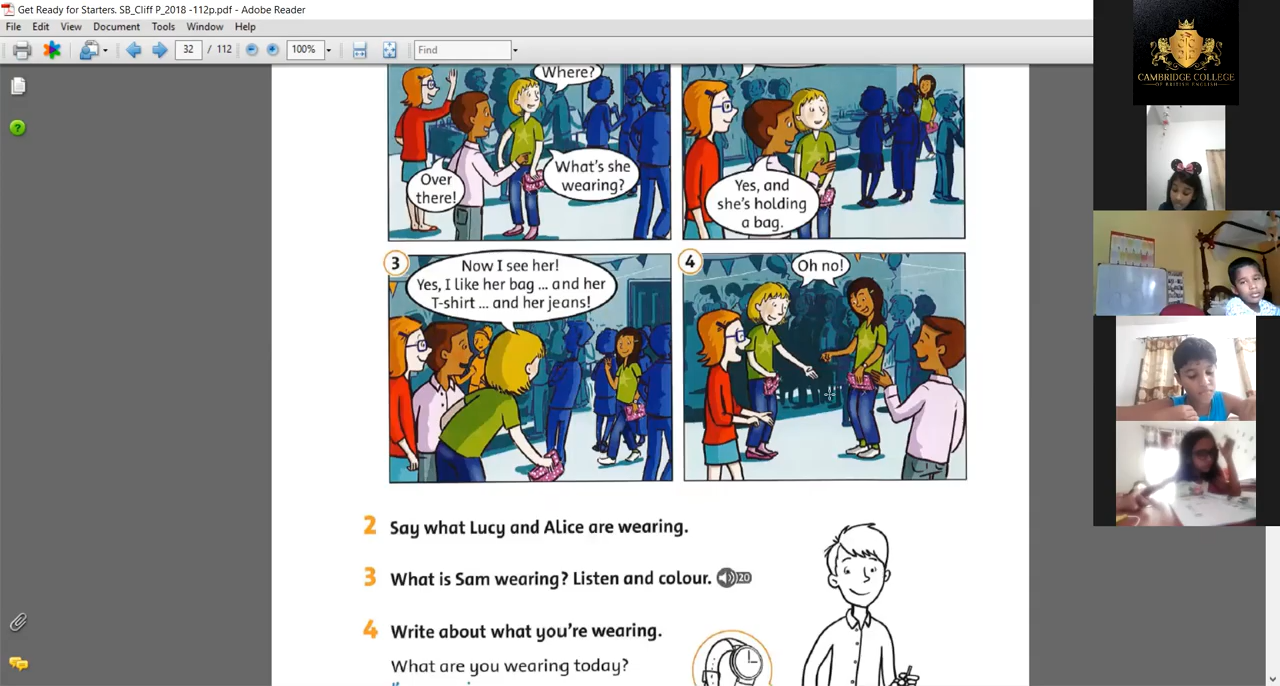 Get Ready for Starters. SB_Cliff P_2018 -112p.pdf - Adobe Reader
File Edit View Document Tools Window Help
32 / 112 100% Find
CAMBRIDGE COLLEGE
OF BRITISH ENGLISH
Where?
Over
there!
What's she
wearing?
Yes, and
she's holding
a bag.
3
Now I see her!
Yes, I like her bag ... and her
T-shirt ... and her jeans!
4
Oh no!
2 Say what Lucy and Alice are wearing.
3 What is Sam wearing? Listen and colour. 20
4 Write about what you're wearing.
What are you wearing today?